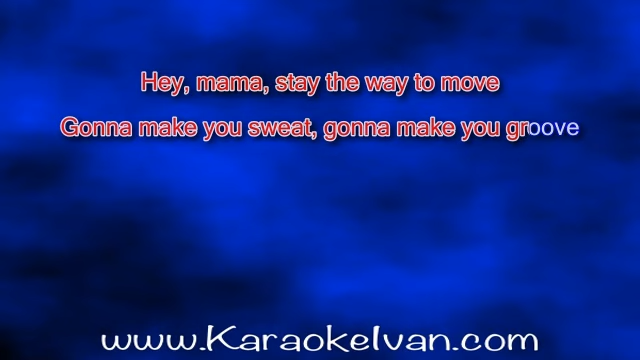 Hey, mama, stay the way to move
Gonna make you sweat, gonna make you groove
www.KaraokeIvan.com